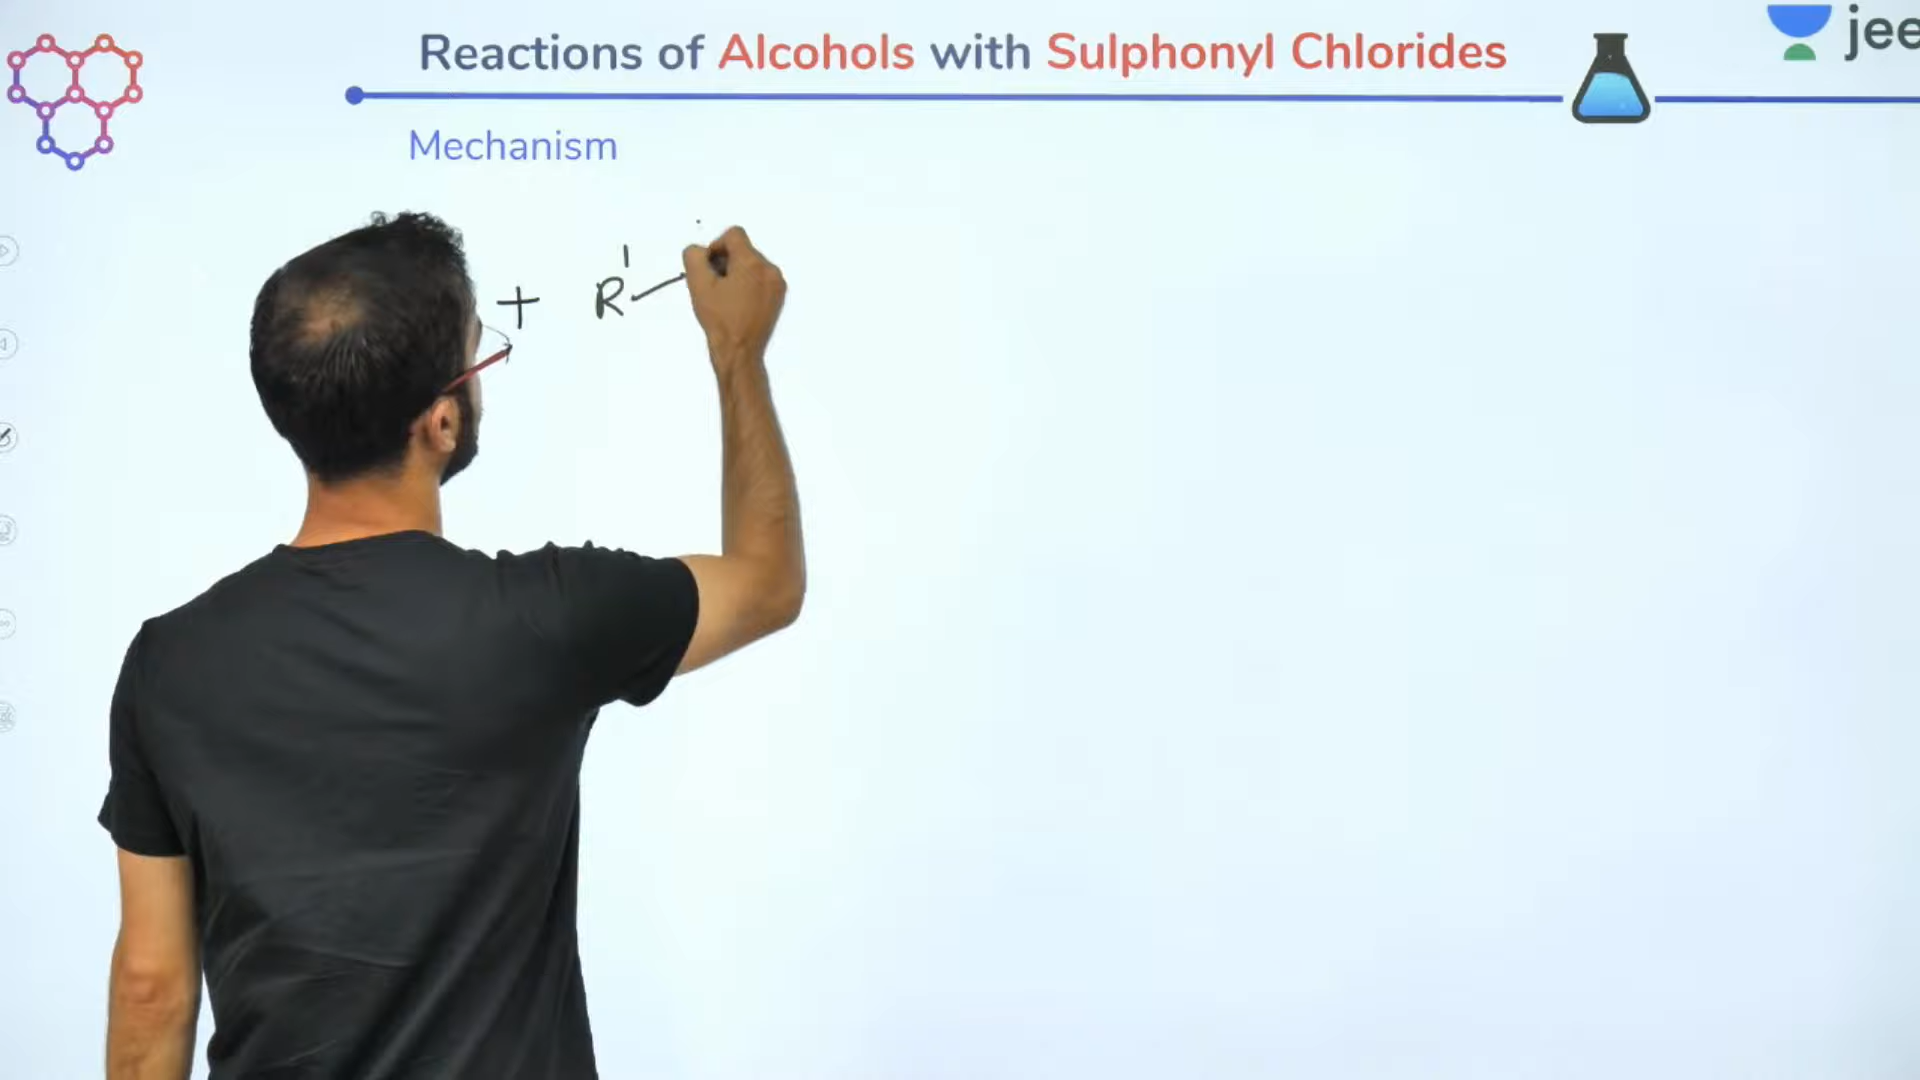 jee
Reactions of Alcohols with Sulphonyl Chlorides
Mechanism
+ R'